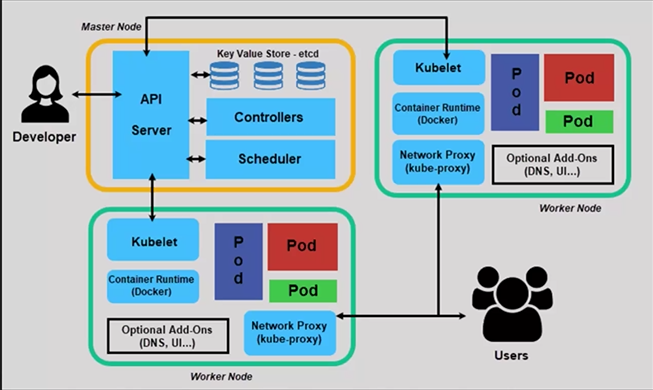 Master Node
Key Value Store - etcd
API
Server
Controllers
Scheduler
Developer
Kubelet
Container Runtime
(Docker)
Network Proxy
(kube-proxy)
P
o
d
Pod
Pod
Optional Add-Ons
(DNS, UI...)
Worker Node
Kubelet
Container Runtime
(Docker)
P
o
d
Pod
Pod
Optional Add-Ons
(DNS, UI...)
Network Proxy
(kube-proxy)
Worker Node
Users